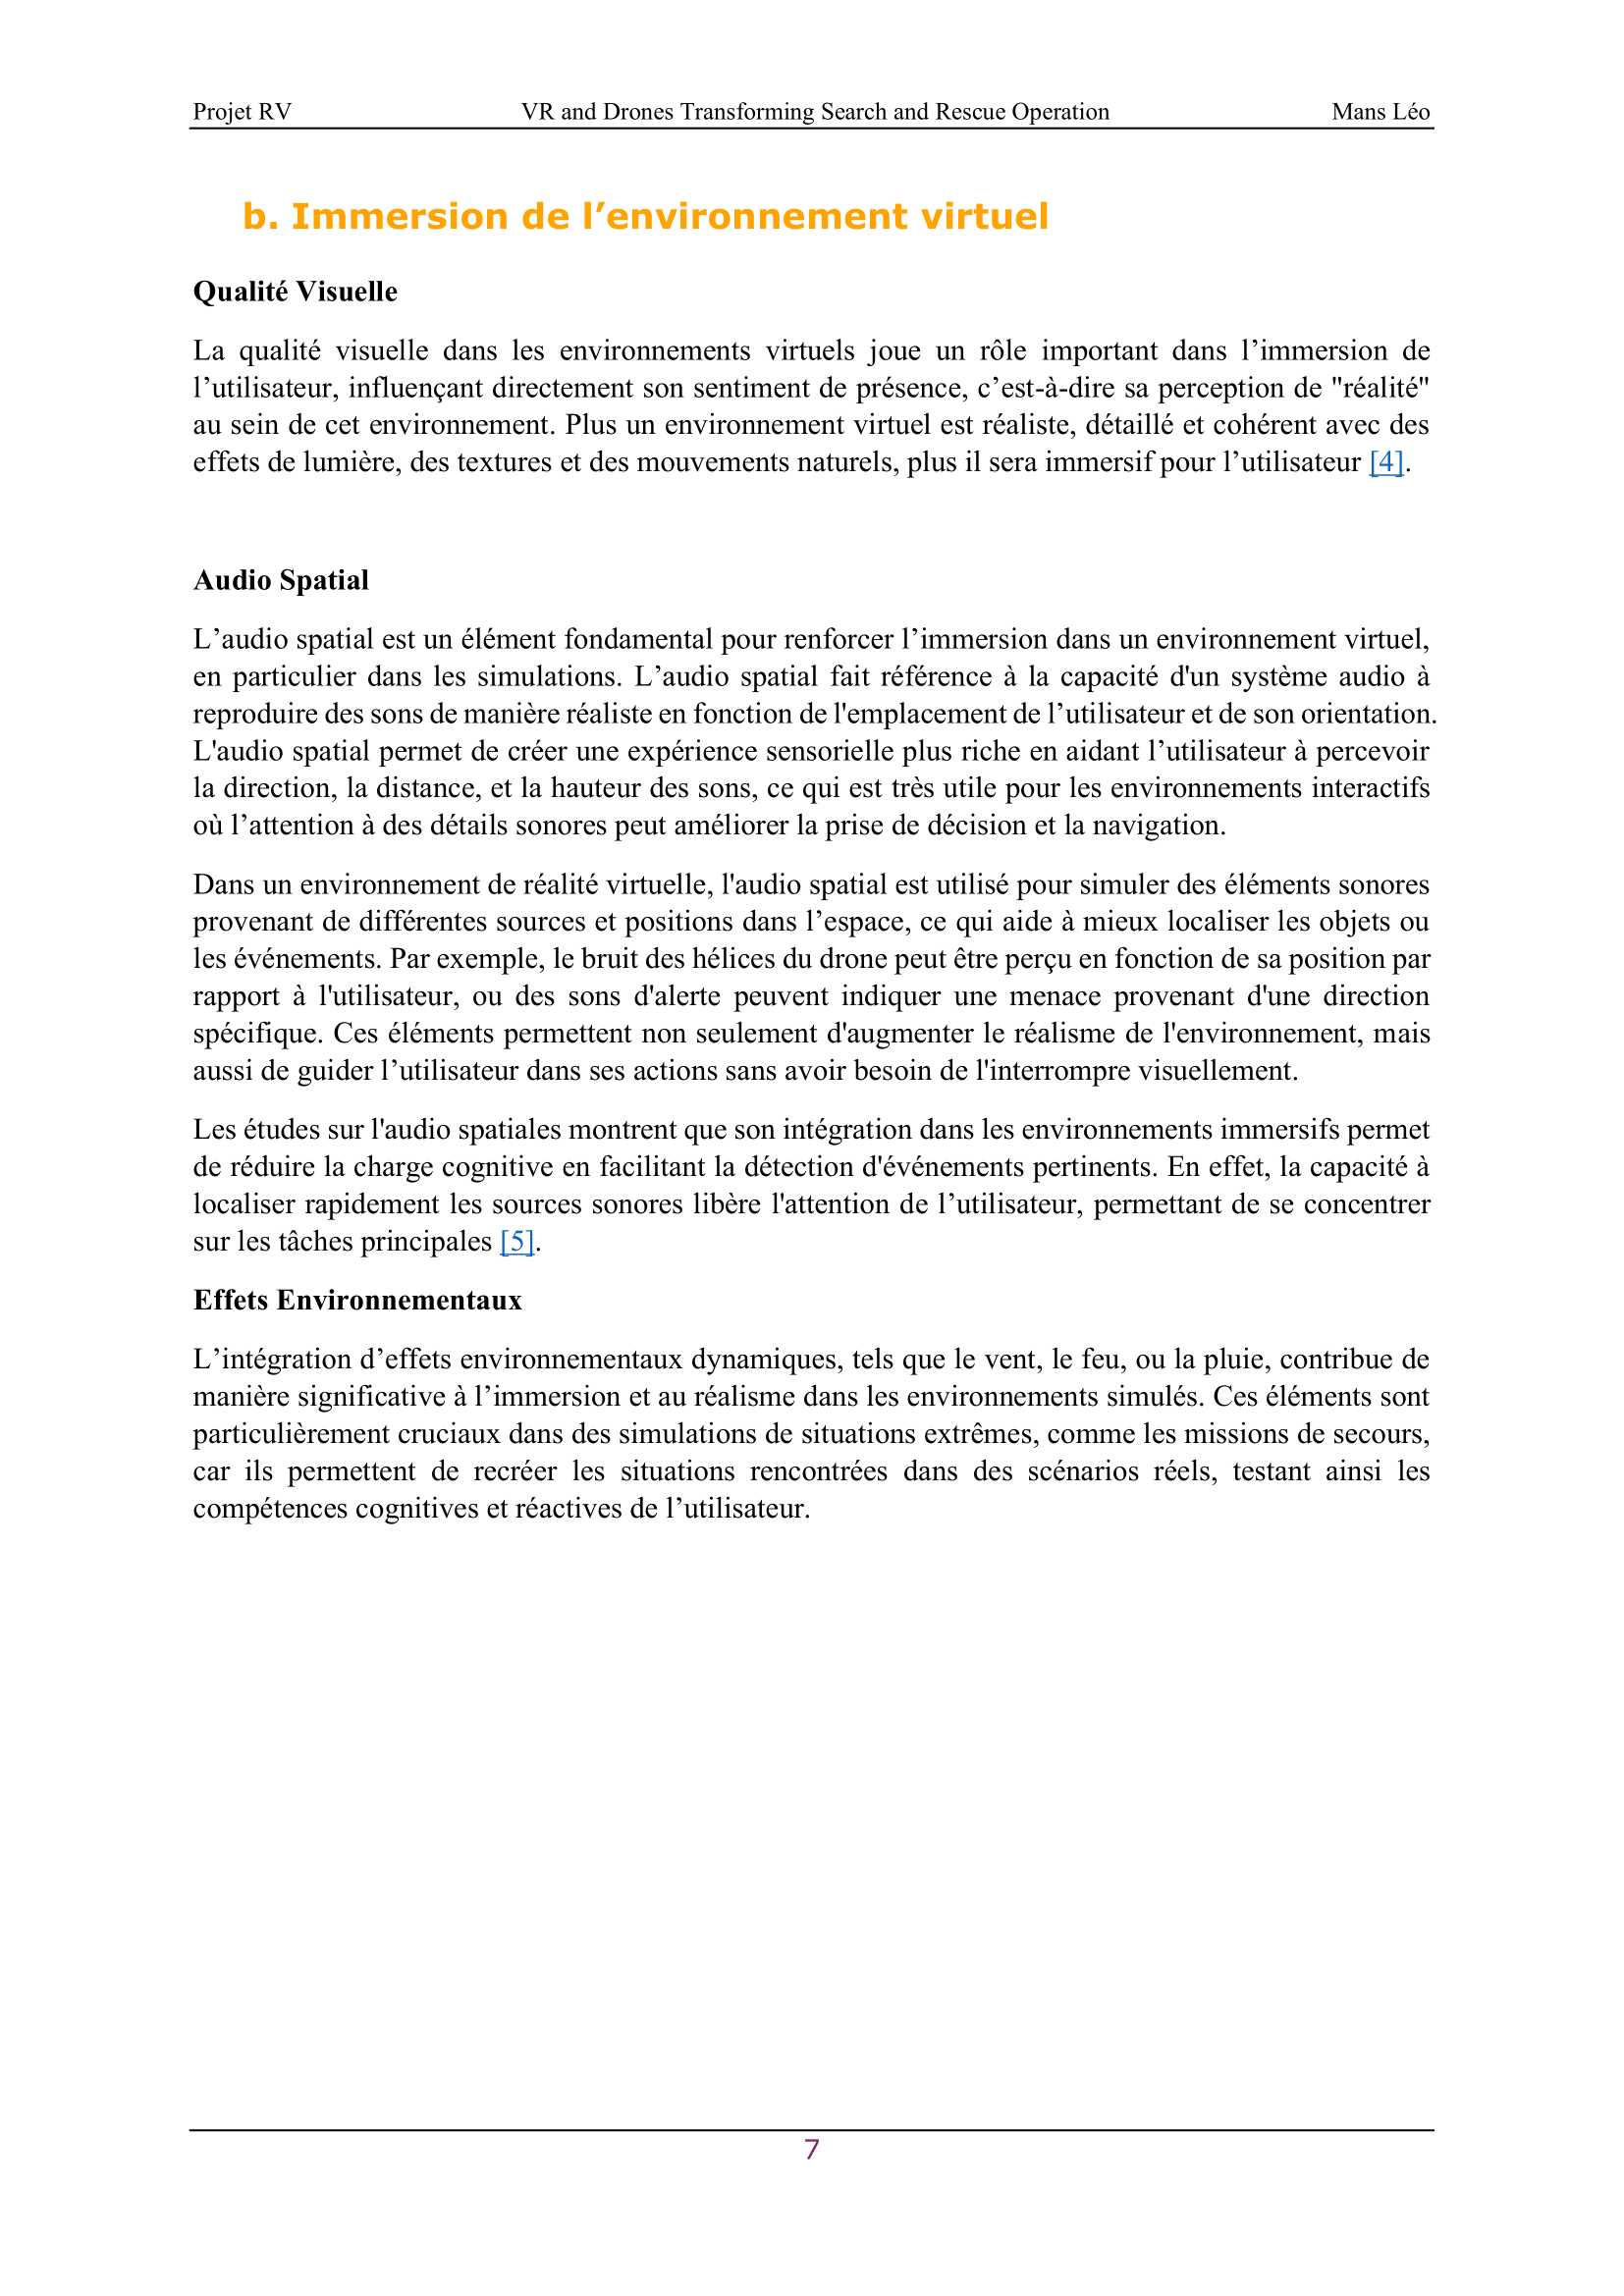 Projet RV VR and Drones Transforming Search and Rescue Operation Mans Léo
b. Immersion de l’environnement virtuel
Qualité Visuelle
La qualité visuelle dans les environnements virtuels joue un rôle important dans l’immersion de
l’utilisateur, influençant directement son sentiment de présence, c’est-à-dire sa perception de "réalité"
au sein de cet environnement. Plus un environnement virtuel est réaliste, détaillé et cohérent avec des
effets de lumière, des textures et des mouvements naturels, plus il sera immersif pour l’utilisateur [4].
Audio Spatial
L’audio spatial est un élément fondamental pour renforcer l’immersion dans un environnement virtuel,
en particulier dans les simulations. L’audio spatial fait référence à la capacité d'un système audio à
reproduire des sons de manière réaliste en fonction de l'emplacement de l’utilisateur et de son orientation.
L'audio spatial permet de créer une expérience sensorielle plus riche en aidant l’utilisateur à percevoir
la direction, la distance, et la hauteur des sons, ce qui est très utile pour les environnements interactifs
où l’attention à des détails sonores peut améliorer la prise de décision et la navigation.
Dans un environnement de réalité virtuelle, l'audio spatial est utilisé pour simuler des éléments sonores
provenant de différentes sources et positions dans l’espace, ce qui aide à mieux localiser les objets ou
les événements. Par exemple, le bruit des hélices du drone peut être perçu en fonction de sa position par
rapport à l'utilisateur, ou des sons d'alerte peuvent indiquer une menace provenant d'une direction
spécifique. Ces éléments permettent non seulement d'augmenter le réalisme de l'environnement, mais
aussi de guider l’utilisateur dans ses actions sans avoir besoin de l'interrompre visuellement.
Les études sur l'audio spatiales montrent que son intégration dans les environnements immersifs permet
de réduire la charge cognitive en facilitant la détection d'événements pertinents. En effet, la capacité à
localiser rapidement les sources sonores libère l'attention de l’utilisateur, permettant de se concentrer
sur les tâches principales [5].
Effets Environnementaux
L’intégration d’effets environnementaux dynamiques, tels que le vent, le feu, ou la pluie, contribue de
manière significative à l’immersion et au réalisme dans les environnements simulés. Ces éléments sont
particulièrement cruciaux dans des simulations de situations extrêmes, comme les missions de secours,
car ils permettent de recréer les situations rencontrées dans des scénarios réels, testant ainsi les
compétences cognitives et réactives de l’utilisateur.
7